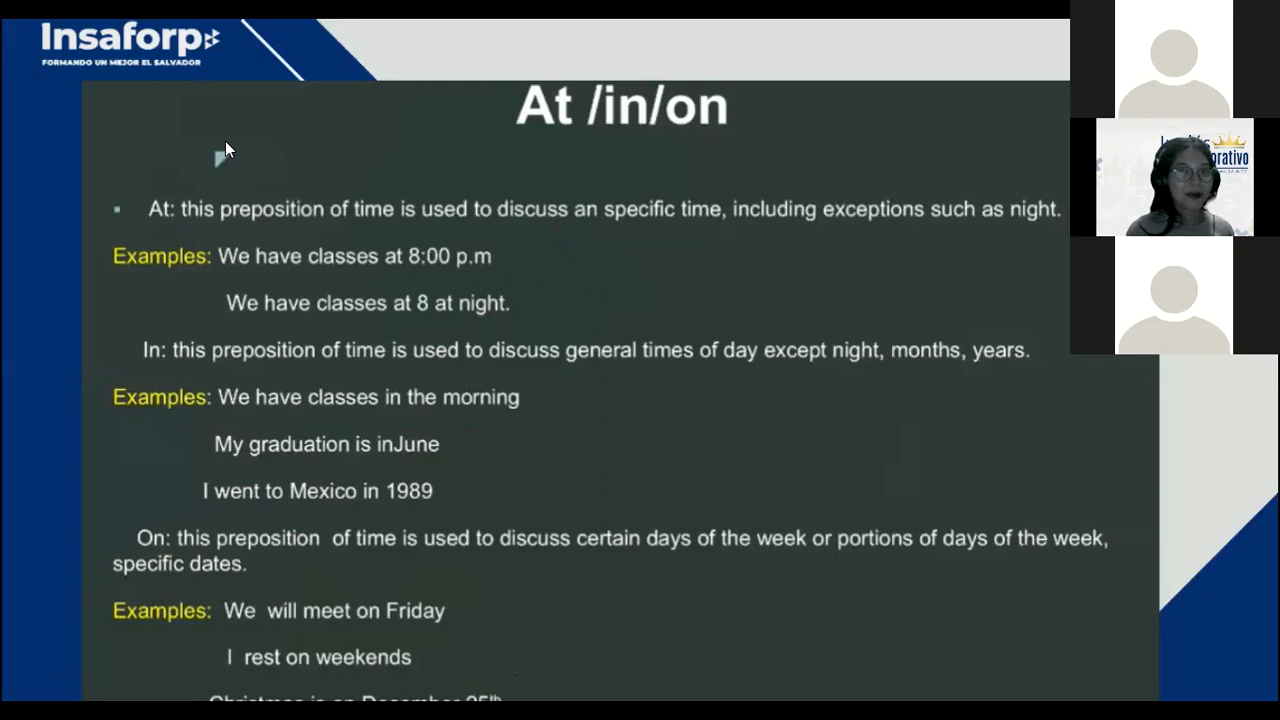 Insaforp
FORMANDO UN MEJOR EL SALVADOR
At /in/on
At: this preposition of time is used to discuss an specific time, including exceptions such as night.
Examples: We have classes at 8:00 p.m
We have classes at 8 at night.
In: this preposition of time is used to discuss general times of day except night, months, years.
Examples: We have classes in the morning
My graduation is inJune
I went to Mexico in 1989
On: this preposition of time is used to discuss certain days of the week or portions of days of the week,
specific dates.
Examples: We will meet on Friday
I rest on weekends
Christmas is on December 25th